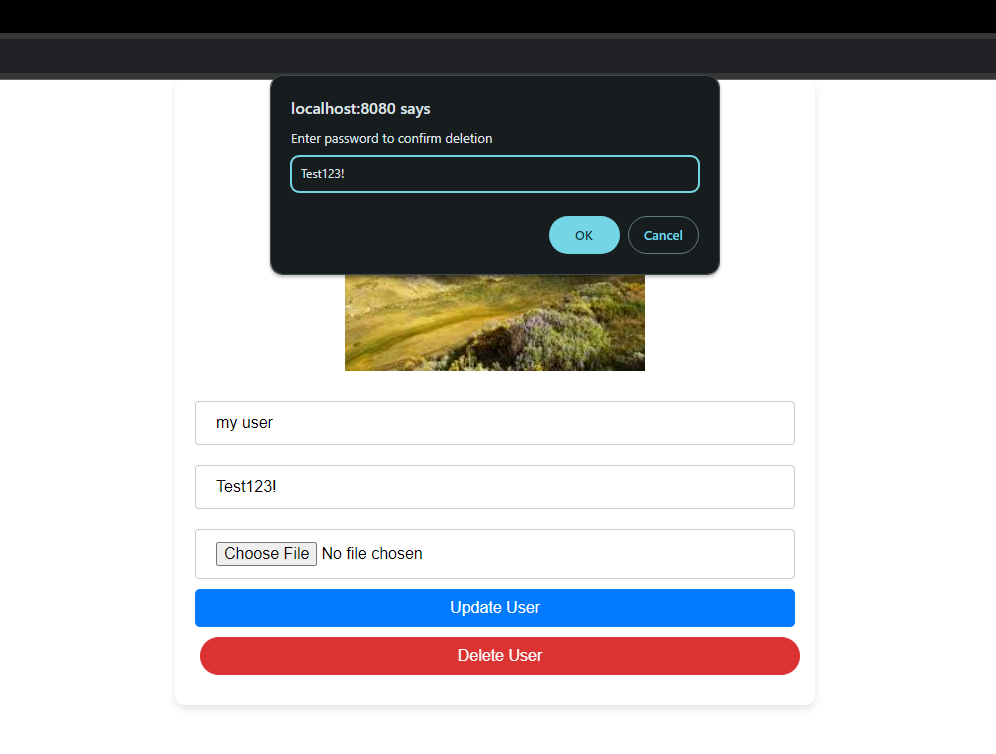 localhost:8080 says
Enter password to confirm deletion
Test123!
OK Cancel
my user
Test123!
Choose File No file chosen
Update User
Delete User